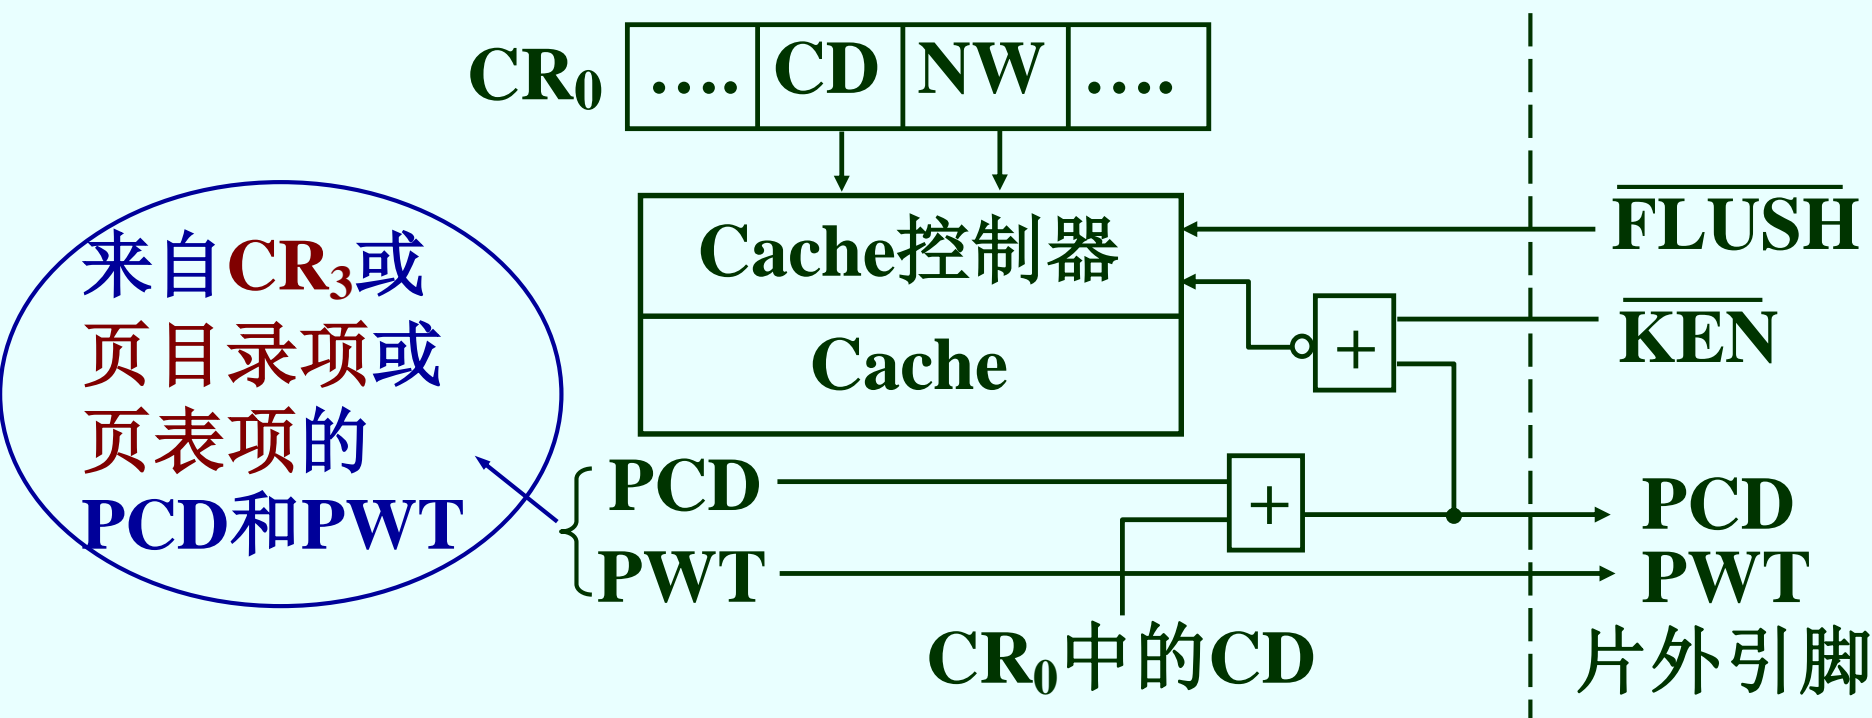 CR0 .... CD NW ....
Cache控制器
Cache
FLUSH
KEN
+
来自CR3或
页目录项或
页表项的
PCD和PWT
PCD
PWT
+
PCD
PWT
CR0中的CD
片外引脚